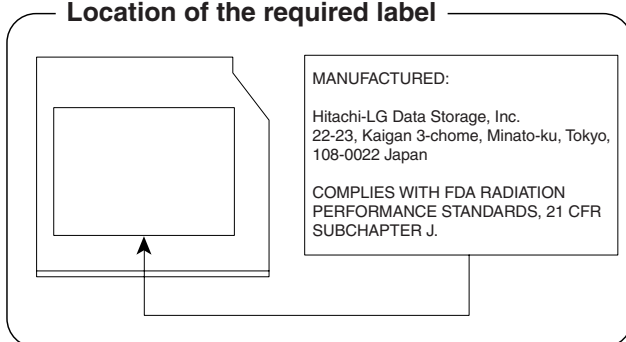 Location of the required label
MANUFACTURED:
Hitachi-LG Data Storage, Inc.
22-23, Kaigan 3-chome, Minato-ku, Tokyo,
108-0022 Japan
COMPLIES WITH FDA RADIATION
PERFORMANCE STANDARDS, 21 CFR
SUBCHAPTER J.